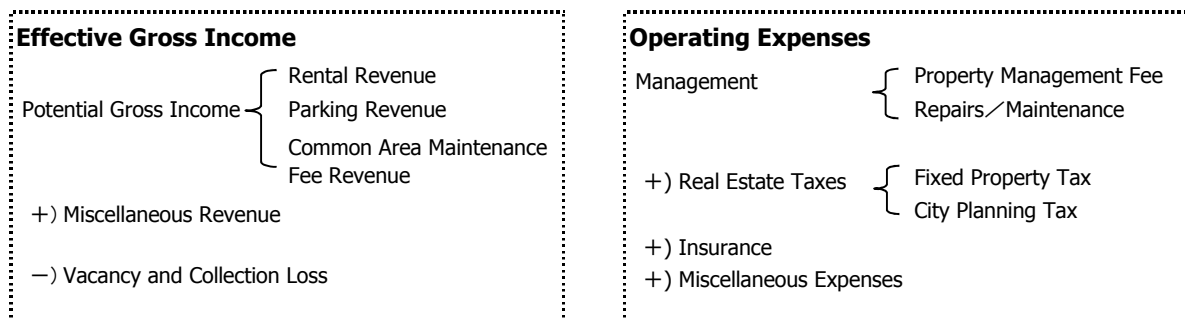 Effective Gross Income
Rental Revenue
Potential Gross Income
Parking Revenue
Common Area Maintenance
Fee Revenue
+) Miscellaneous Revenue
−) Vacancy and Collection Loss
Operating Expenses
Management
Property Management Fee
Repairs/Maintenance
+) Real Estate Taxes
Fixed Property Tax
City Planning Tax
+) Insurance
+) Miscellaneous Expenses